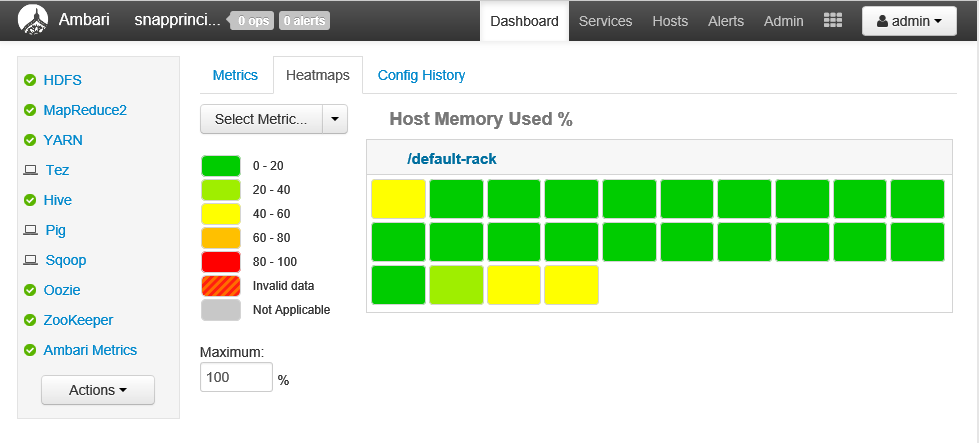 Ambari snapprinci... 0 ops 0 alerts Dashboard Services Hosts Alerts Admin admin
HDFS
MapReduce2
YARN
Tez
Hive
Pig
Sqoop
Oozie
ZooKeeper
Ambari Metrics
Actions
Metrics Heatmaps Config History
Select Metric...
0 - 20
20 - 40
40 - 60
60 - 80
80 - 100
Invalid data
Not Applicable
Maximum:
100 %
Host Memory Used %
/default-rack